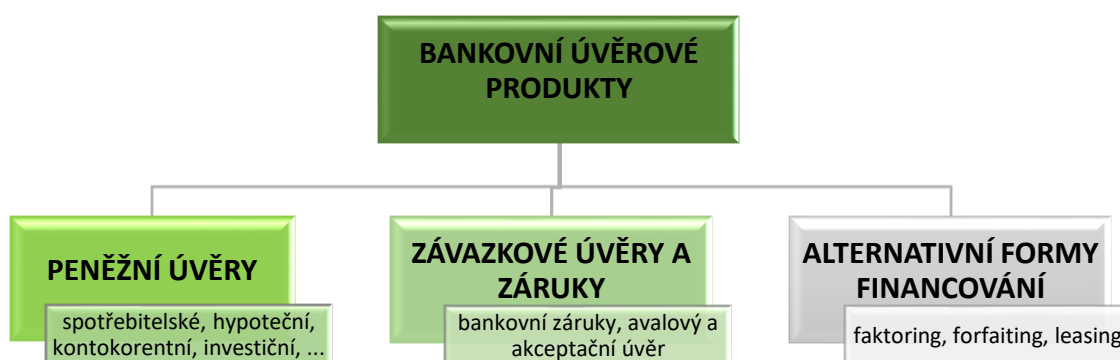 BANKOVNÍ ÚVĚROVÉ
PRODUKTY
PENĚŽNÍ ÚVĚRY
spotřebitelské, hypoteční,
kontokorentní, investiční, ...
ZÁVAZKOVÉ ÚVĚRY A
ZÁRUKY
bankovní záruky, avalový a
akceptační úvěr
ALTERNATIVNÍ FORMY
FINANCOVÁNÍ
faktoring, forfaiting, leasing